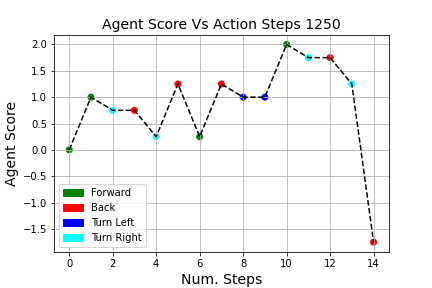 Agent Score Vs Action Steps 1250
Agent Score
2.0
1.5
1.0
0.5
0.0
−0.5
−1.0
−1.5
Forward
Back
Turn Left
Turn Right
0 2 4 6 8 10 12 14
Num. Steps